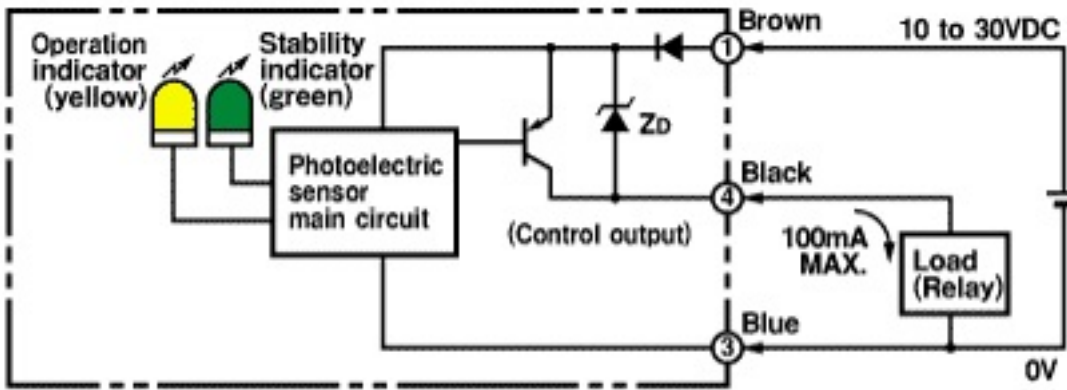 Operation
indicator
(yellow)
Stability
indicator
(green)
Photoelectric
sensor
main circuit
ZD
(Control output)
1
Brown
10 to 30VDC
4
Black
100mA
MAX.
Load
(Relay)
3
Blue
0V